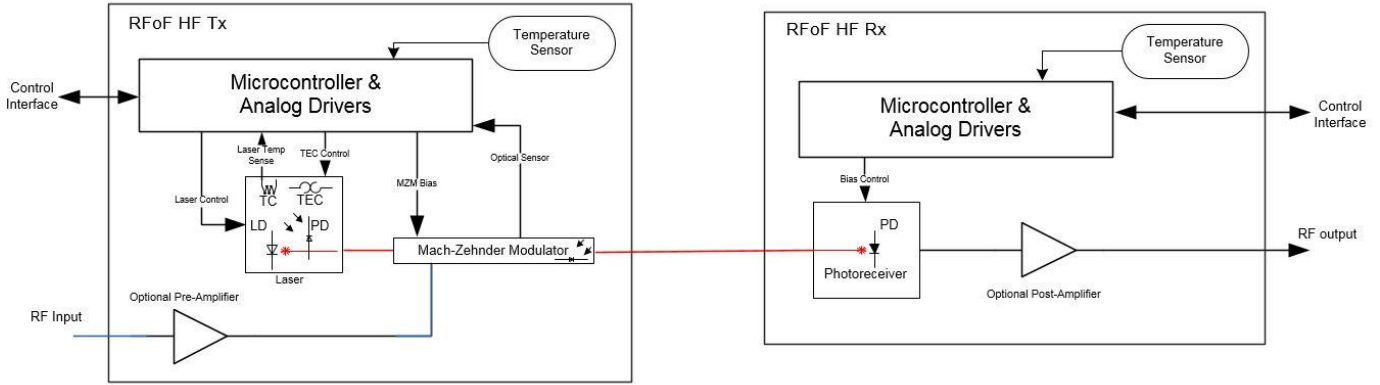 RFoF HF Tx
Temperature
Sensor
Microcontroller &
Analog Drivers
Control
Interface
Laser Temp
Sense
TEC Control
Optical Sensor
MZM Bias
Laser Control
TC
TEC
LD
PD
Mach-Zehnder Modulator
Laser
Optional Pre-Amplifier
RF Input
RFoF HF Rx
Temperature
Sensor
Microcontroller &
Analog Drivers
Control
Interface
Bias Control
PD
Photoreceiver
RF output
Optional Post-Amplifier